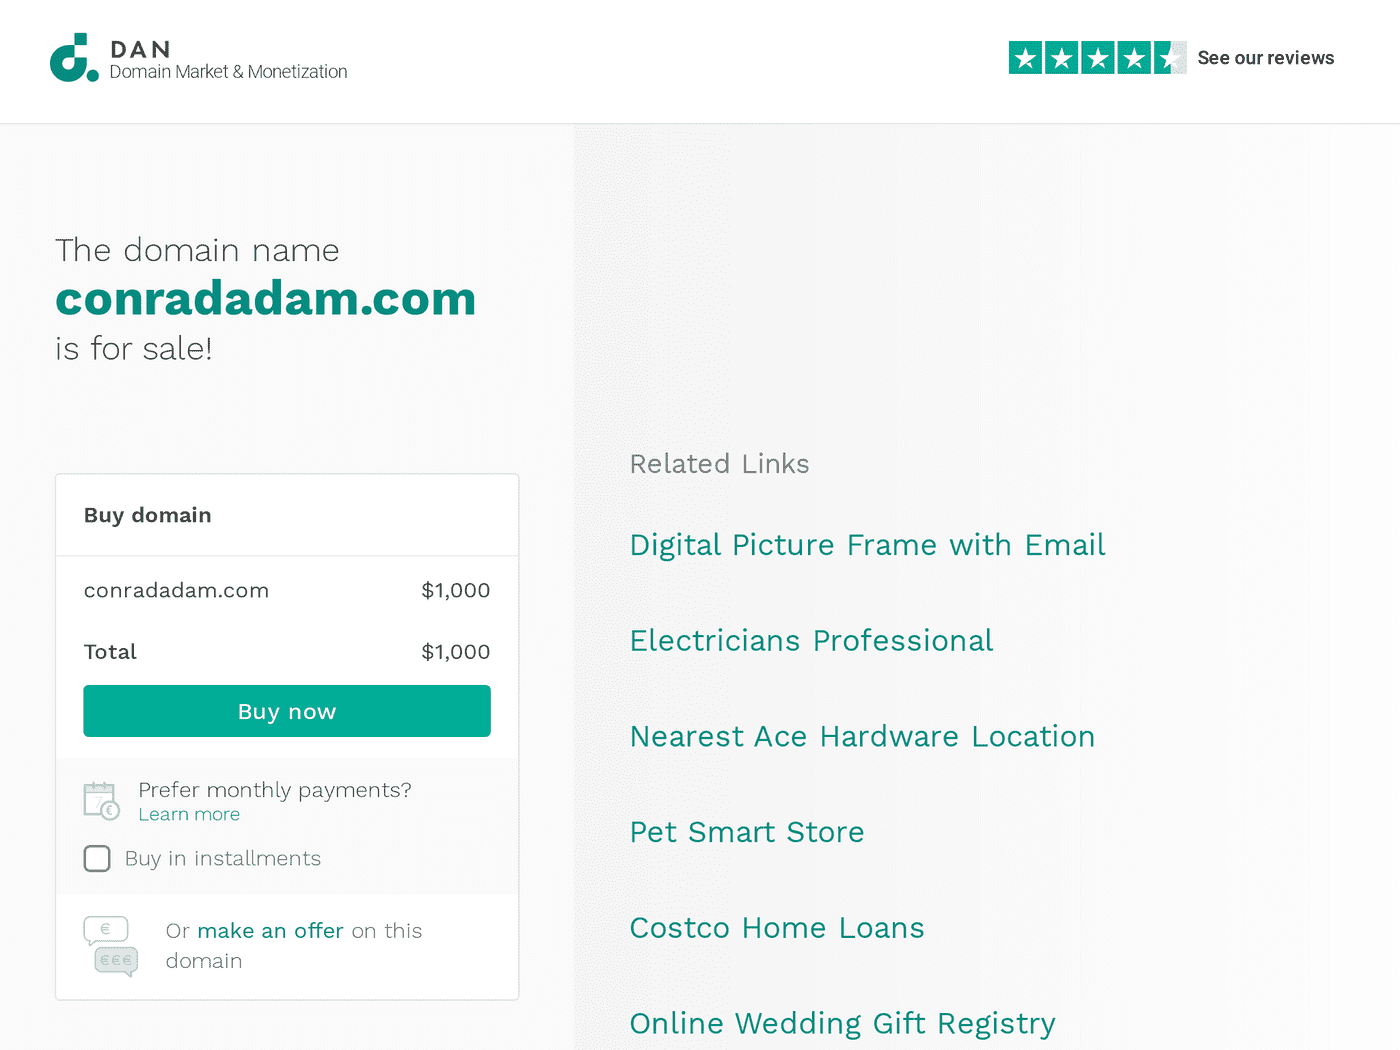 DAN
Domain Market & Monetization
See our reviews
The domain name
conradadam.com
is for sale!
Buy domain
conradadam.com $1,000
Total $1,000
Buy now
Prefer monthly payments?
Learn more
Buy in installments
€
€€€
Or make an offer on this
domain
Related Links
Digital Picture Frame with Email
Electricians Professional
Nearest Ace Hardware Location
Pet Smart Store
Costco Home Loans
Online Wedding Gift Registry